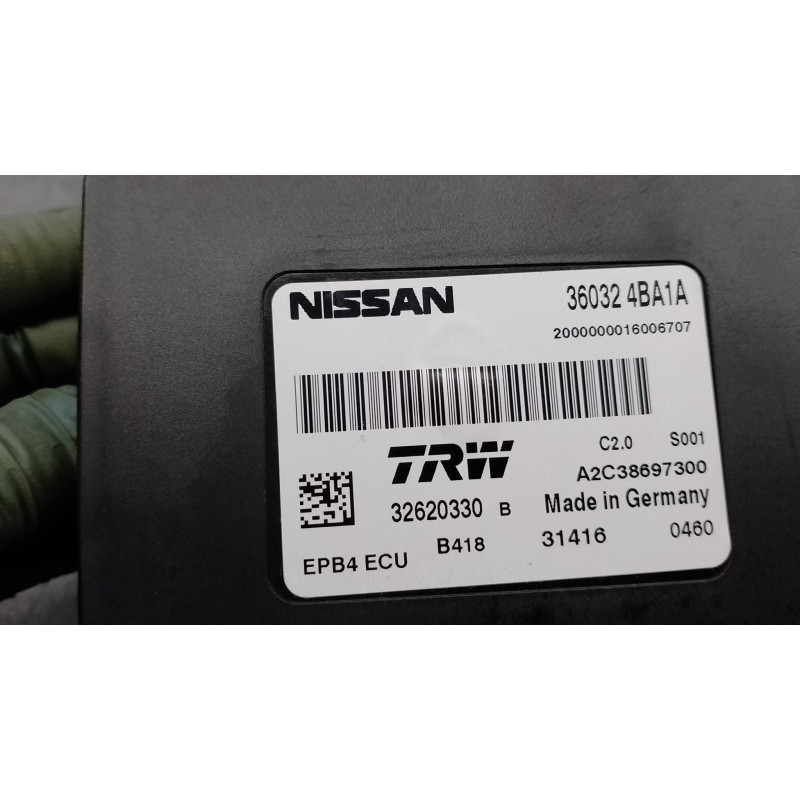 NISSAN 36032 4BA1A
2000000016006707
TRW C2.0 S001
A2C38697300
32620330 B Made in Germany
EPB4 ECU B418 31416 0460